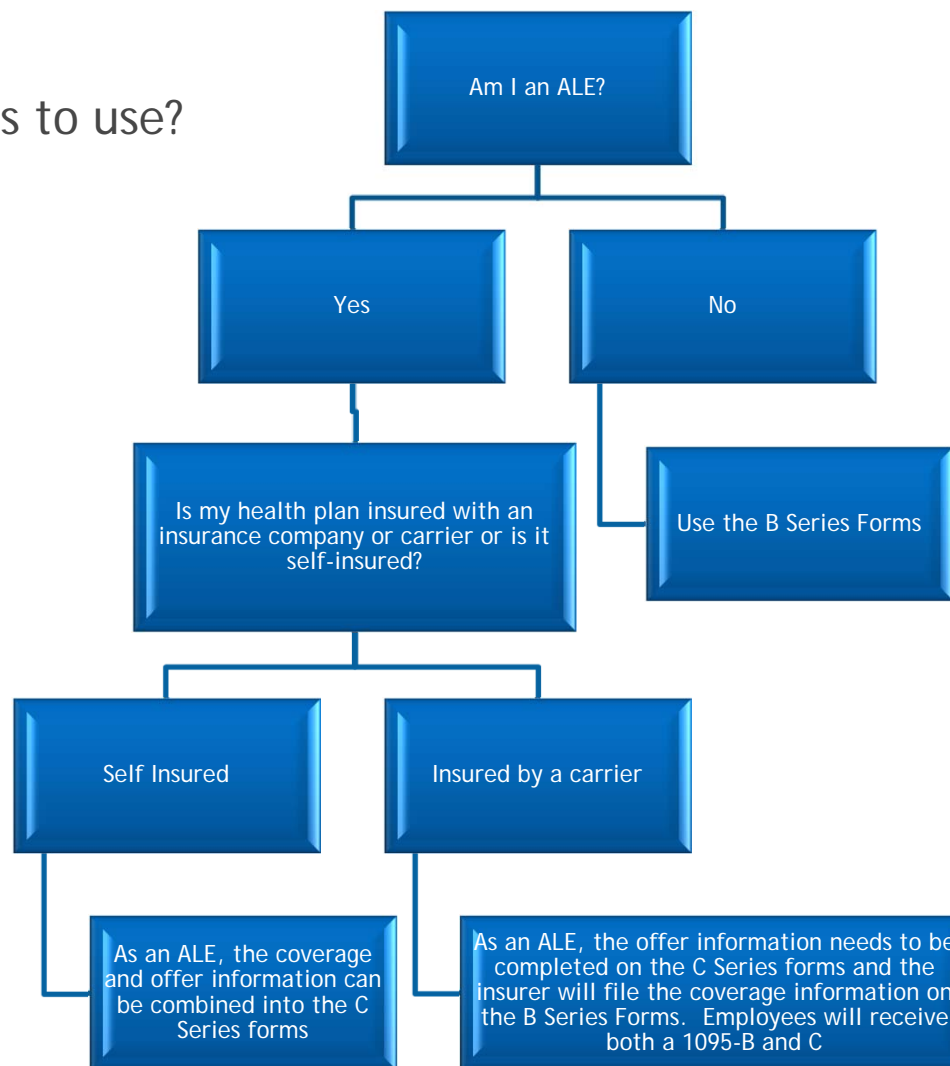 s to use?
Am I an ALE?
Yes
No
Is my health plan insured with an
insurance company or carrier or is it
self-insured?
Use the B Series Forms
Self Insured
Insured by a carrier
As an ALE, the coverage
and offer information can
be combined into the C
Series forms
As an ALE, the offer information needs to be
completed on the C Series forms and the
insurer will file the coverage information on
the B Series Forms.  Employees will receive
both a 1095-B and C